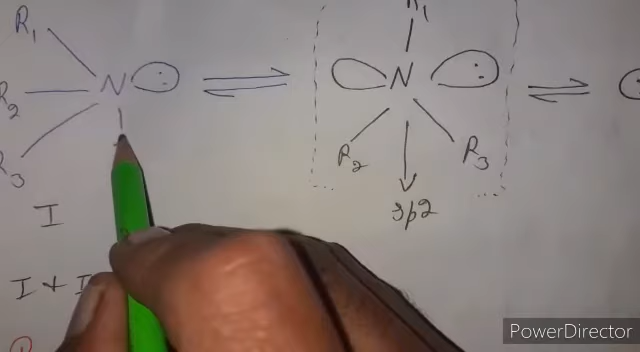 R1
R1
N : ⇌ N : ⇌
R2
R2 R3
R3
sp2
I
I + I
PowerDirector